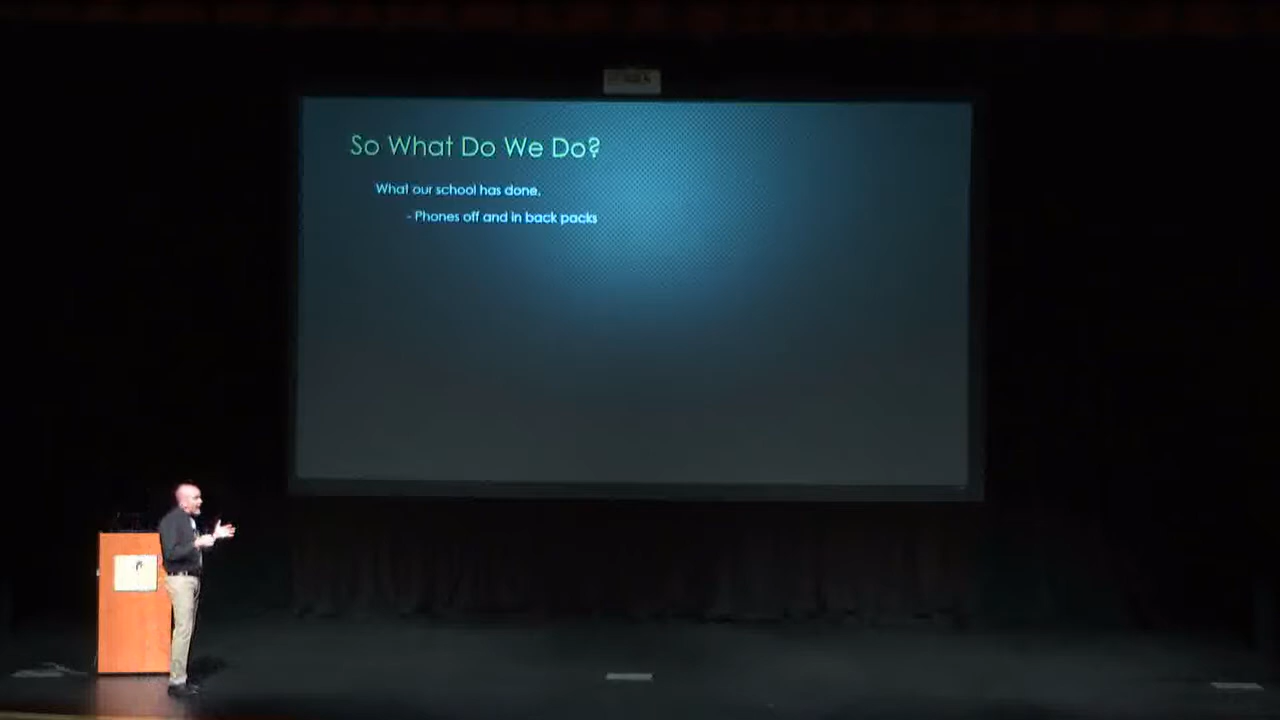 So What Do We Do?
What our school has done.
- Phones off and in back packs